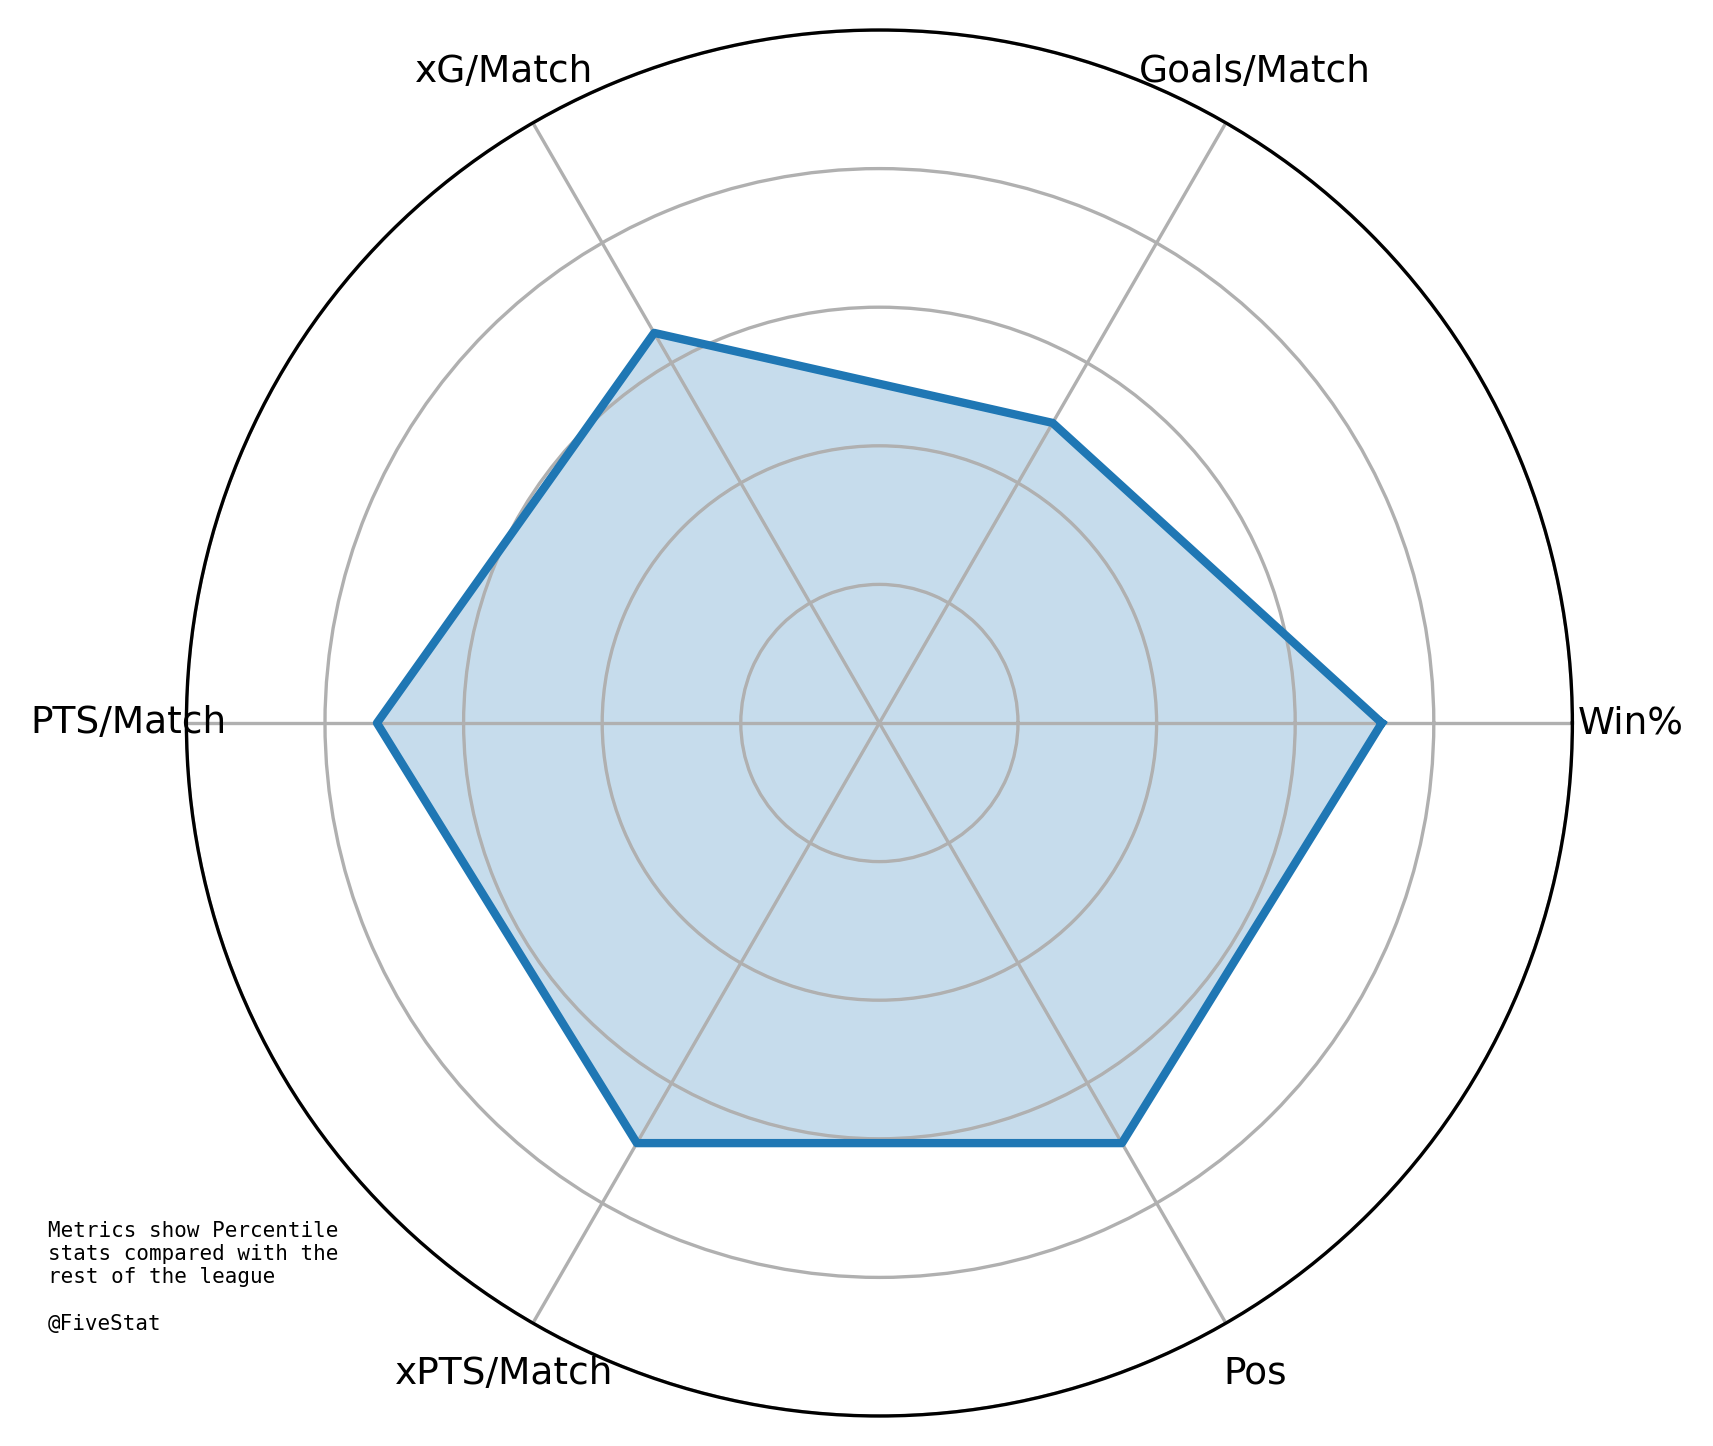 xG/Match
Goals/Match
PTS/Match
Win%
Metrics show Percentile
stats compared with the
rest of the league
@FiveStat
xPTS/Match
Pos